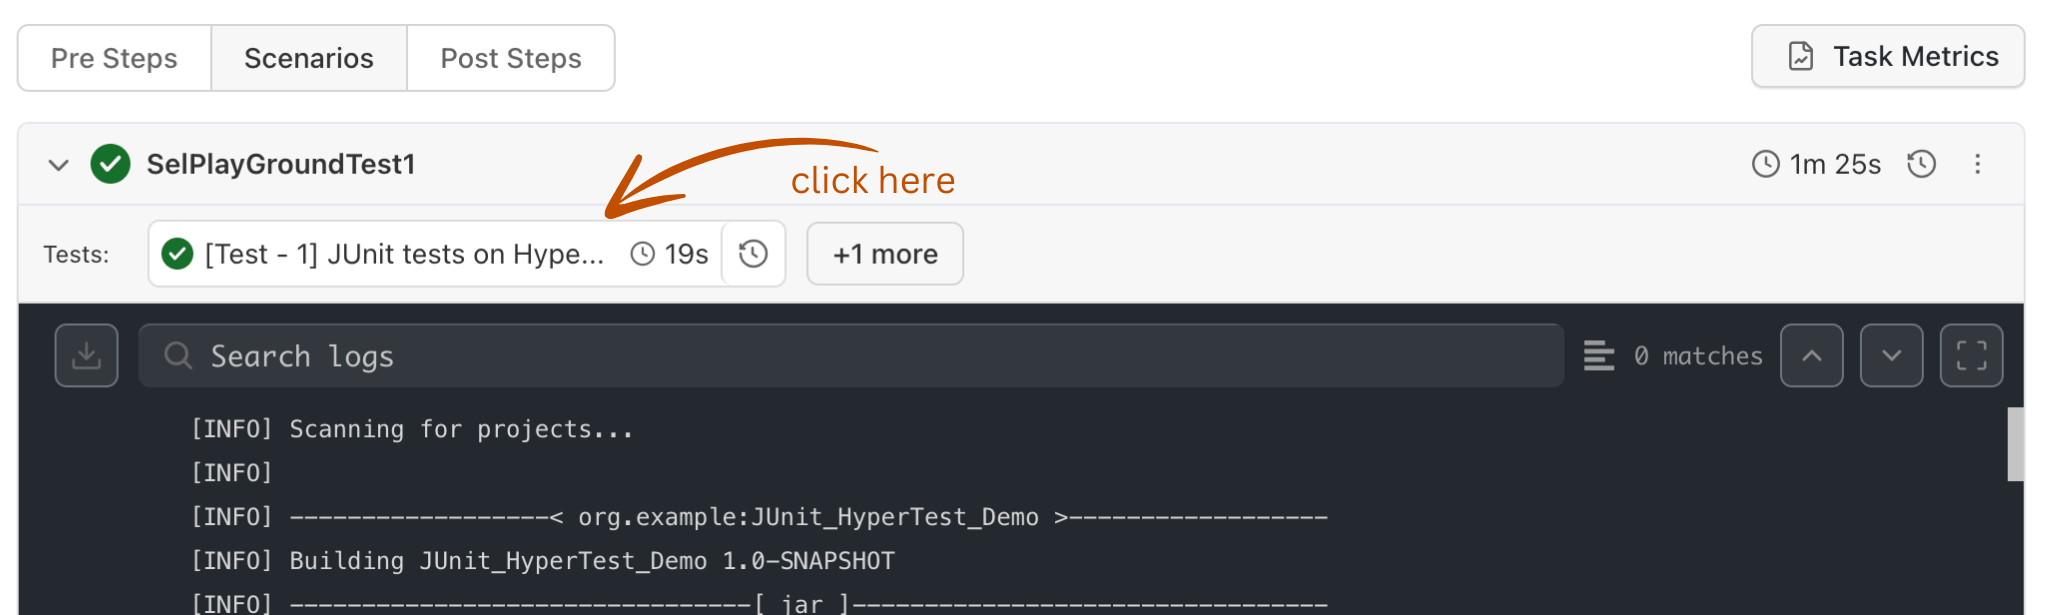 Pre Steps
Scenarios
Post Steps
Task Metrics
SelPlayGroundTest1
click here
1m 25s
Tests:
[Test - 1] JUnit tests on Hype...
19s
+1 more
Search logs
0 matches
[INFO] Scanning for projects...
[INFO]
[INFO] ------------------< org.example:JUnit_HyperTest_Demo >------------------
[INFO] Building JUnit_HyperTest_Demo 1.0-SNAPSHOT
[INFO] --------------------------------[ jar ]---------------------------------